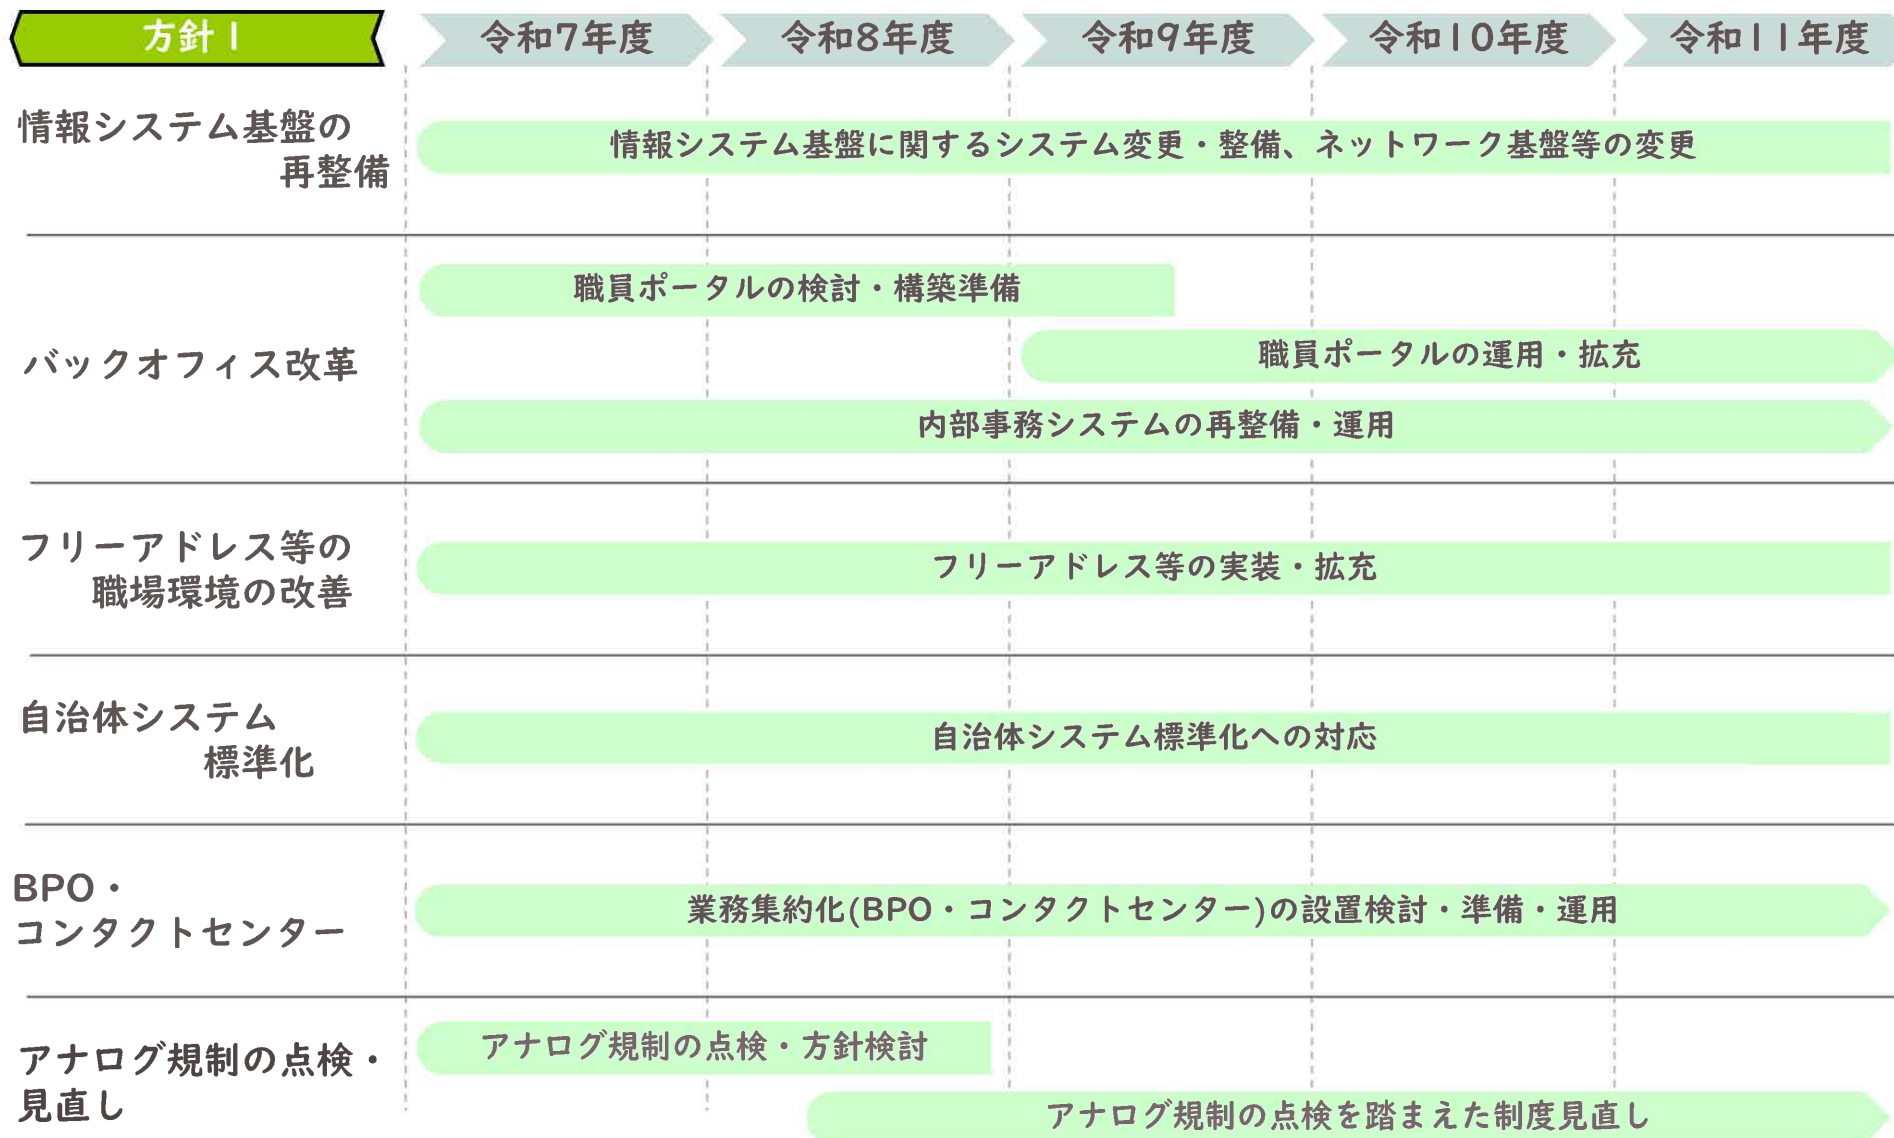 方針1
令和7年度
令和8年度
令和9年度
令和10年度
令和11年度
情報システム基盤の
再整備
情報システム基盤に関するシステム変更・整備、ネットワーク基盤等の変更
バックオフィス改革
職員ポータルの検討・構築準備
職員ポータルの運用・拡充
内部事務システムの再整備・運用
フリーアドレス等の
職場環境の改善
フリーアドレス等の実装・拡充
自治体システム
標準化
自治体システム標準化への対応
BPO・
コンタクトセンター
業務集約化(BPO・コンタクトセンター)の設置検討・準備・運用
アナログ規制の点検・
見直し
アナログ規制の点検・方針検討
アナログ規制の点検を踏まえた制度見直し